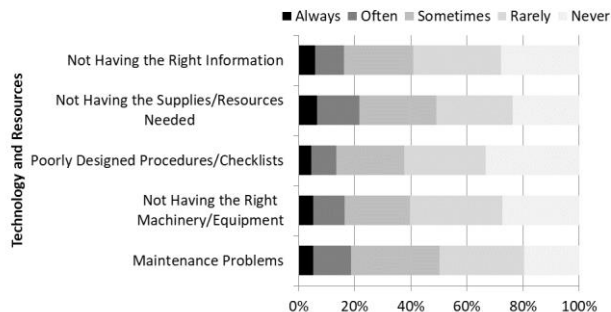 Always Often Sometimes Rarely Never
Technology and Resources
Not Having the Right Information
Not Having the Supplies/Resources
Needed
Poorly Designed Procedures/Checklists
Not Having the Right
Machinery/Equipment
Maintenance Problems
0% 20% 40% 60% 80% 100%